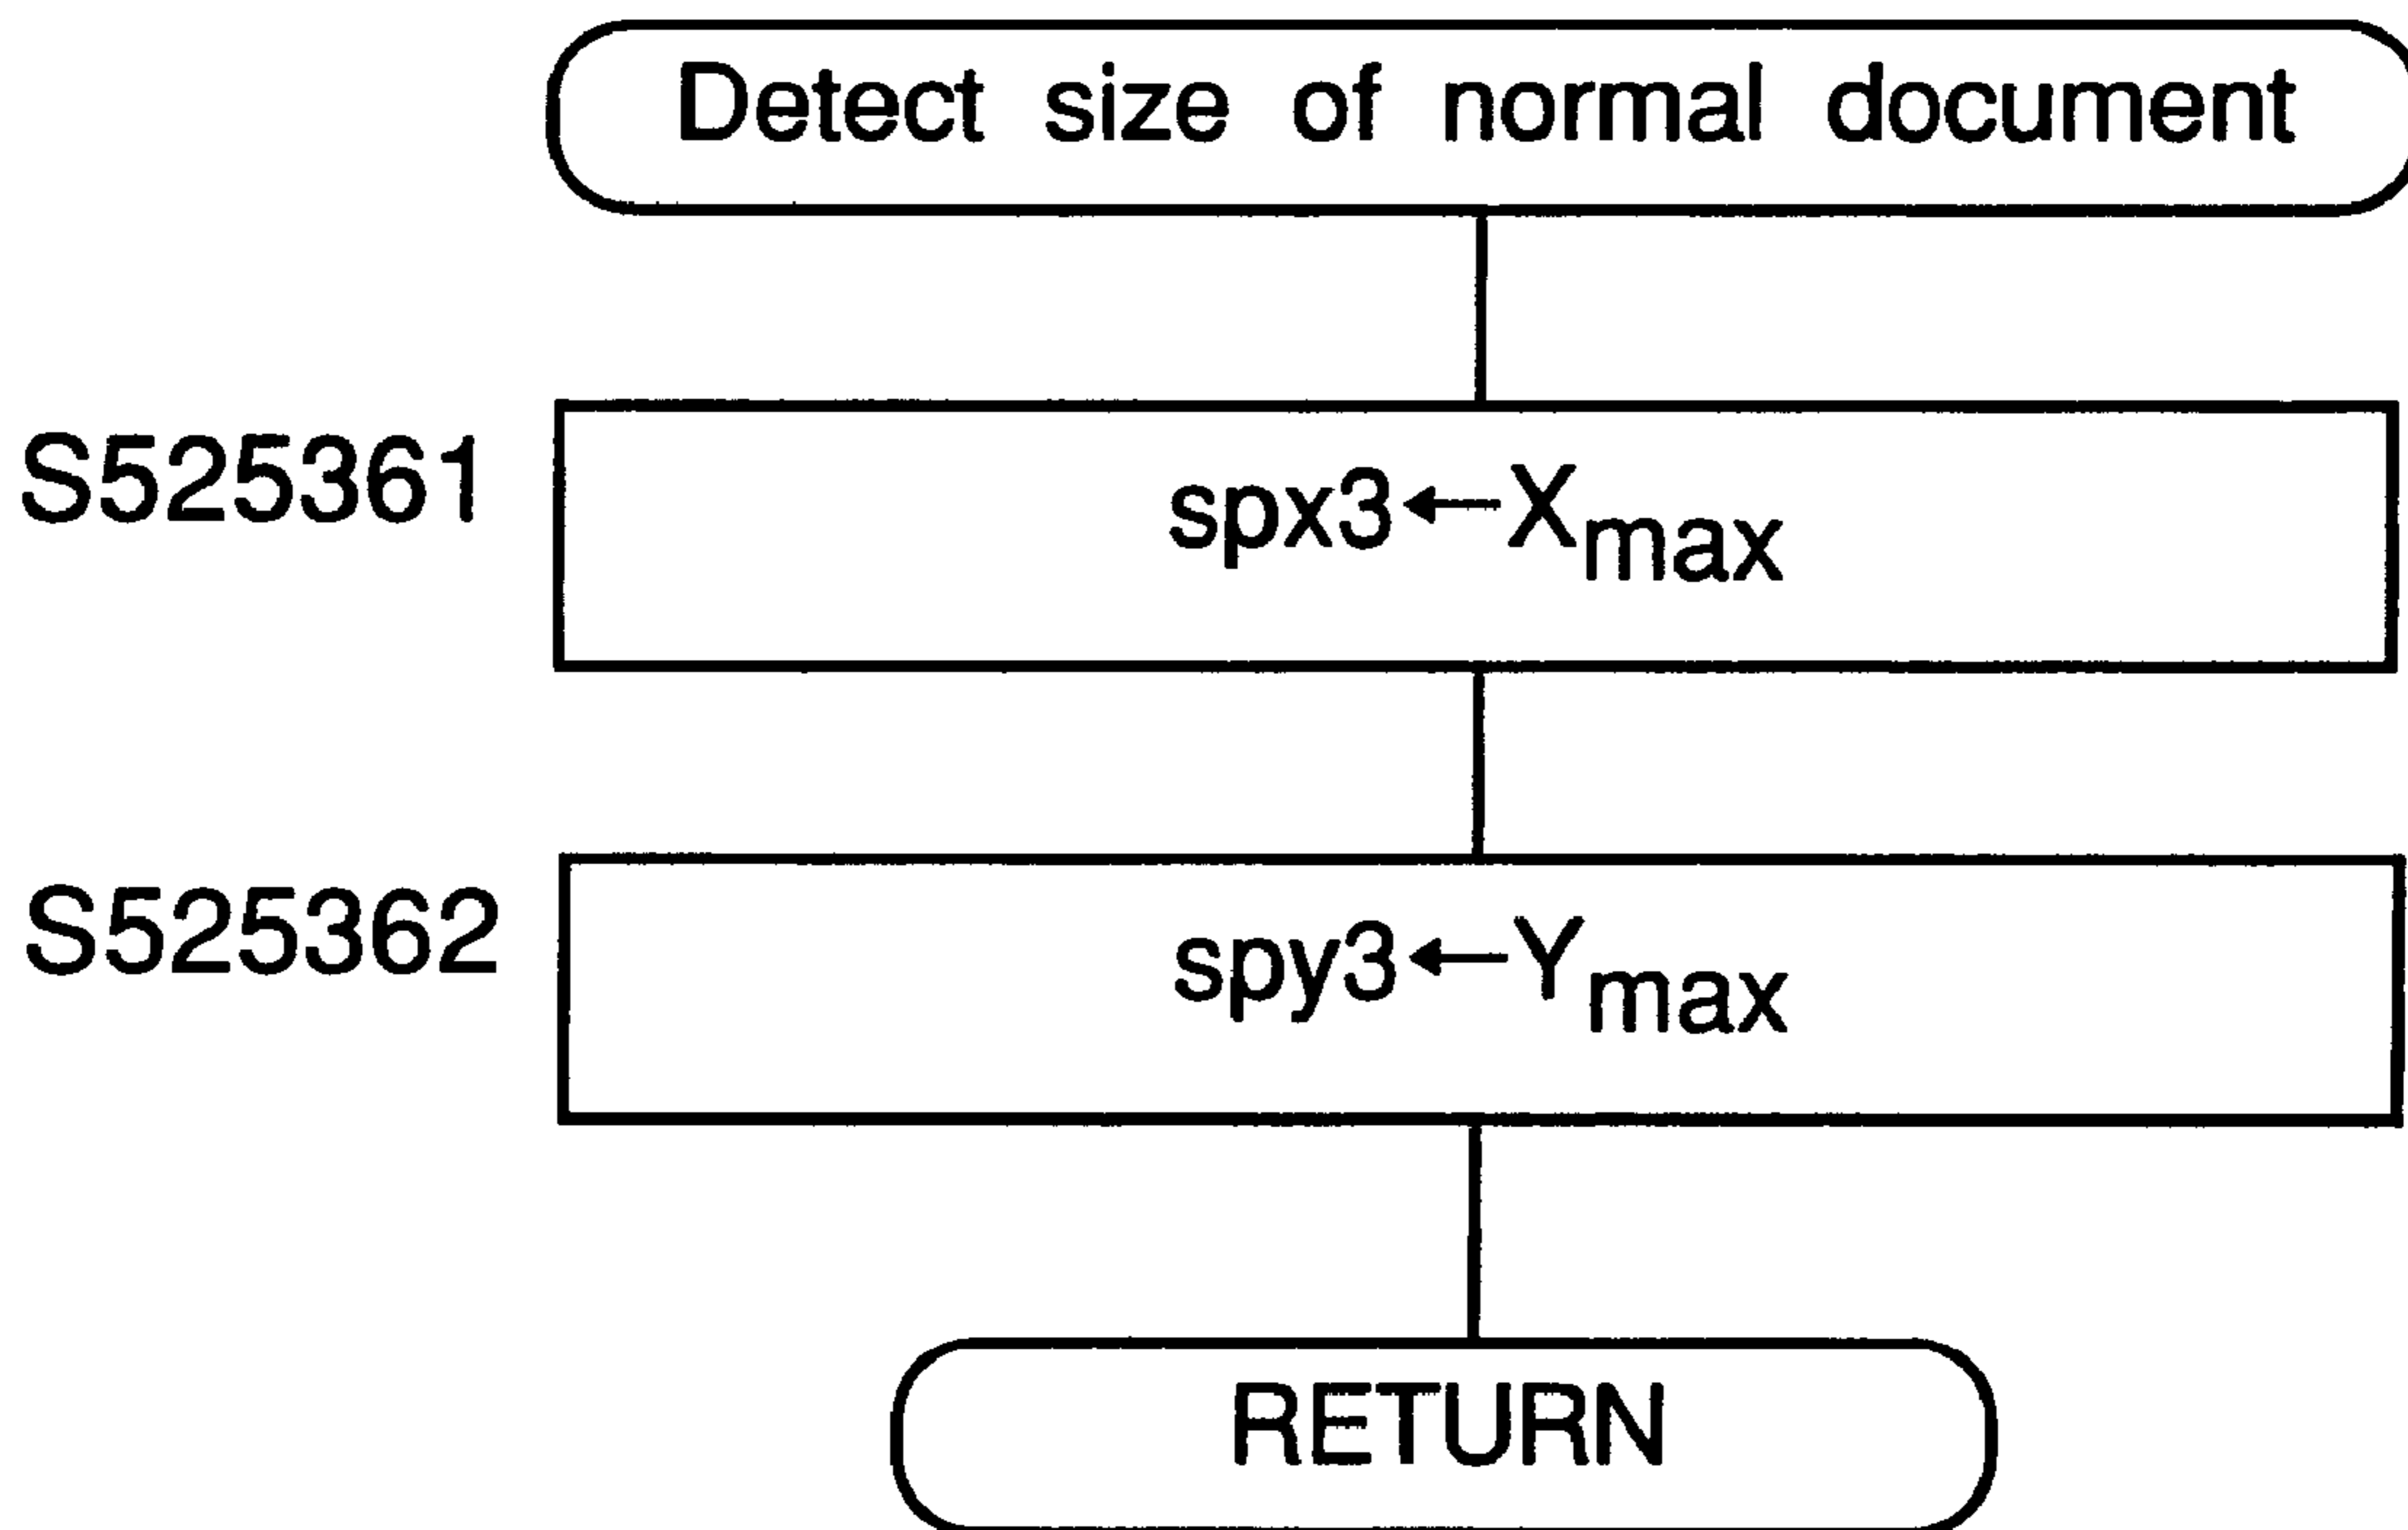 Detect size of normal document
S525361
spx3←Xmax
S525362
spy3←Ymax
RETURN